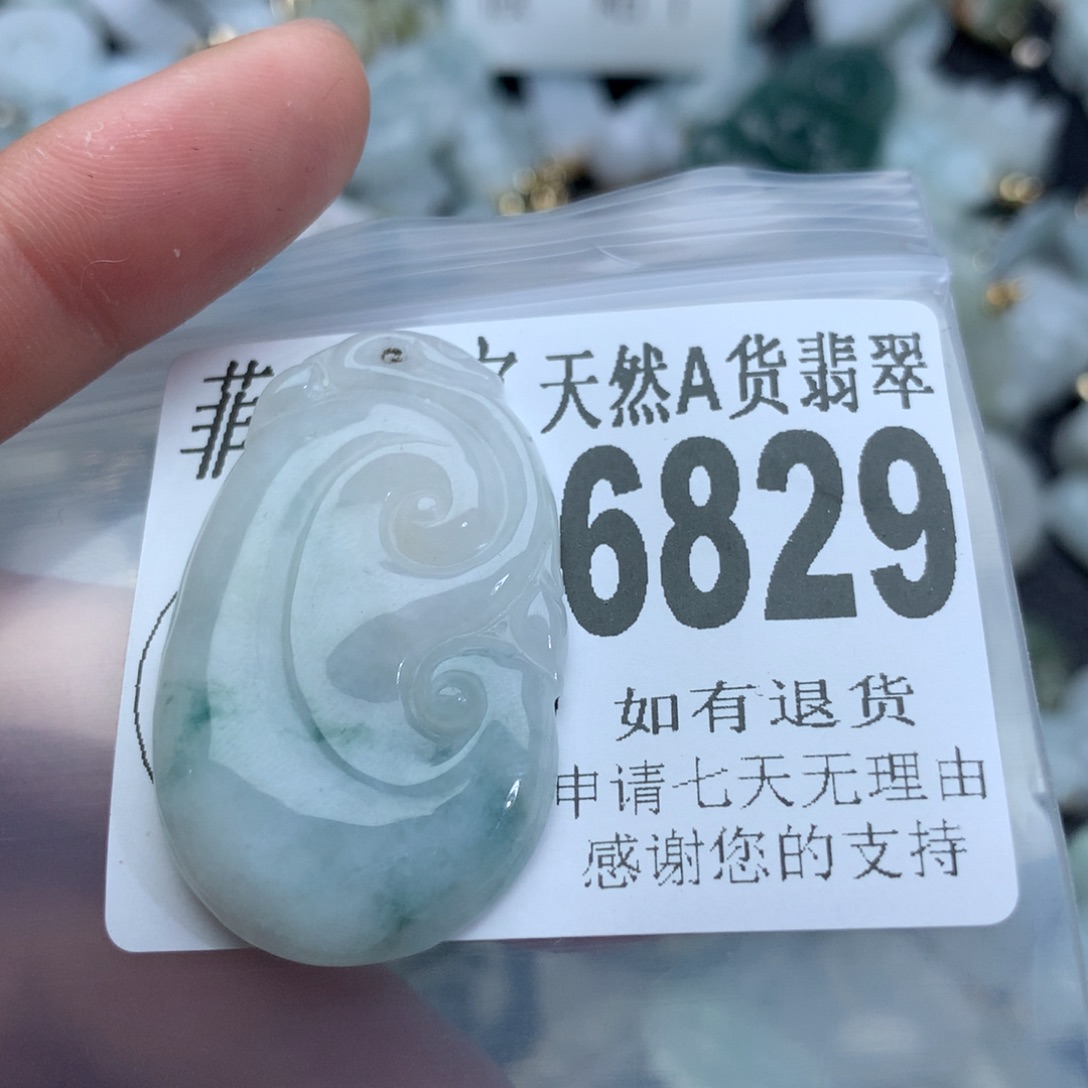 天然A货翡翠
6829
如有退货
申请七天无理由
感谢您的支持